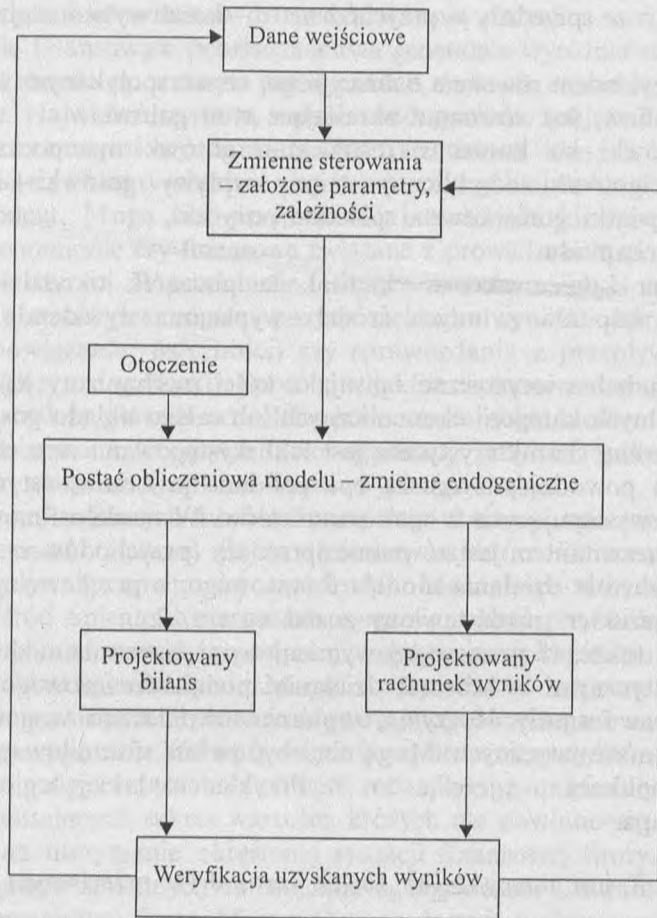 Dane wejściowe
Zmienne sterowania
– założone parametry,
zależności
Otoczenie
Postać obliczeniowa modelu – zmienne endogeniczne
Projektowany
bilans
Projektowany
rachunek wyników
Weryfikacja uzyskanych wyników